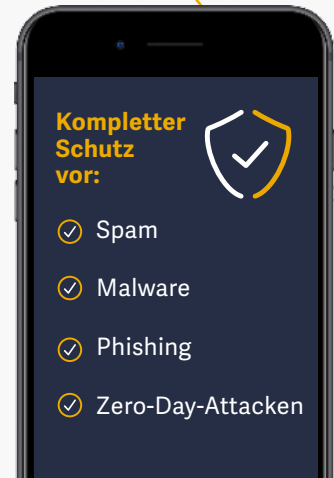 Kompletter
Schutz
vor:
Spam
Malware
Phishing
Zero-Day-Attacken